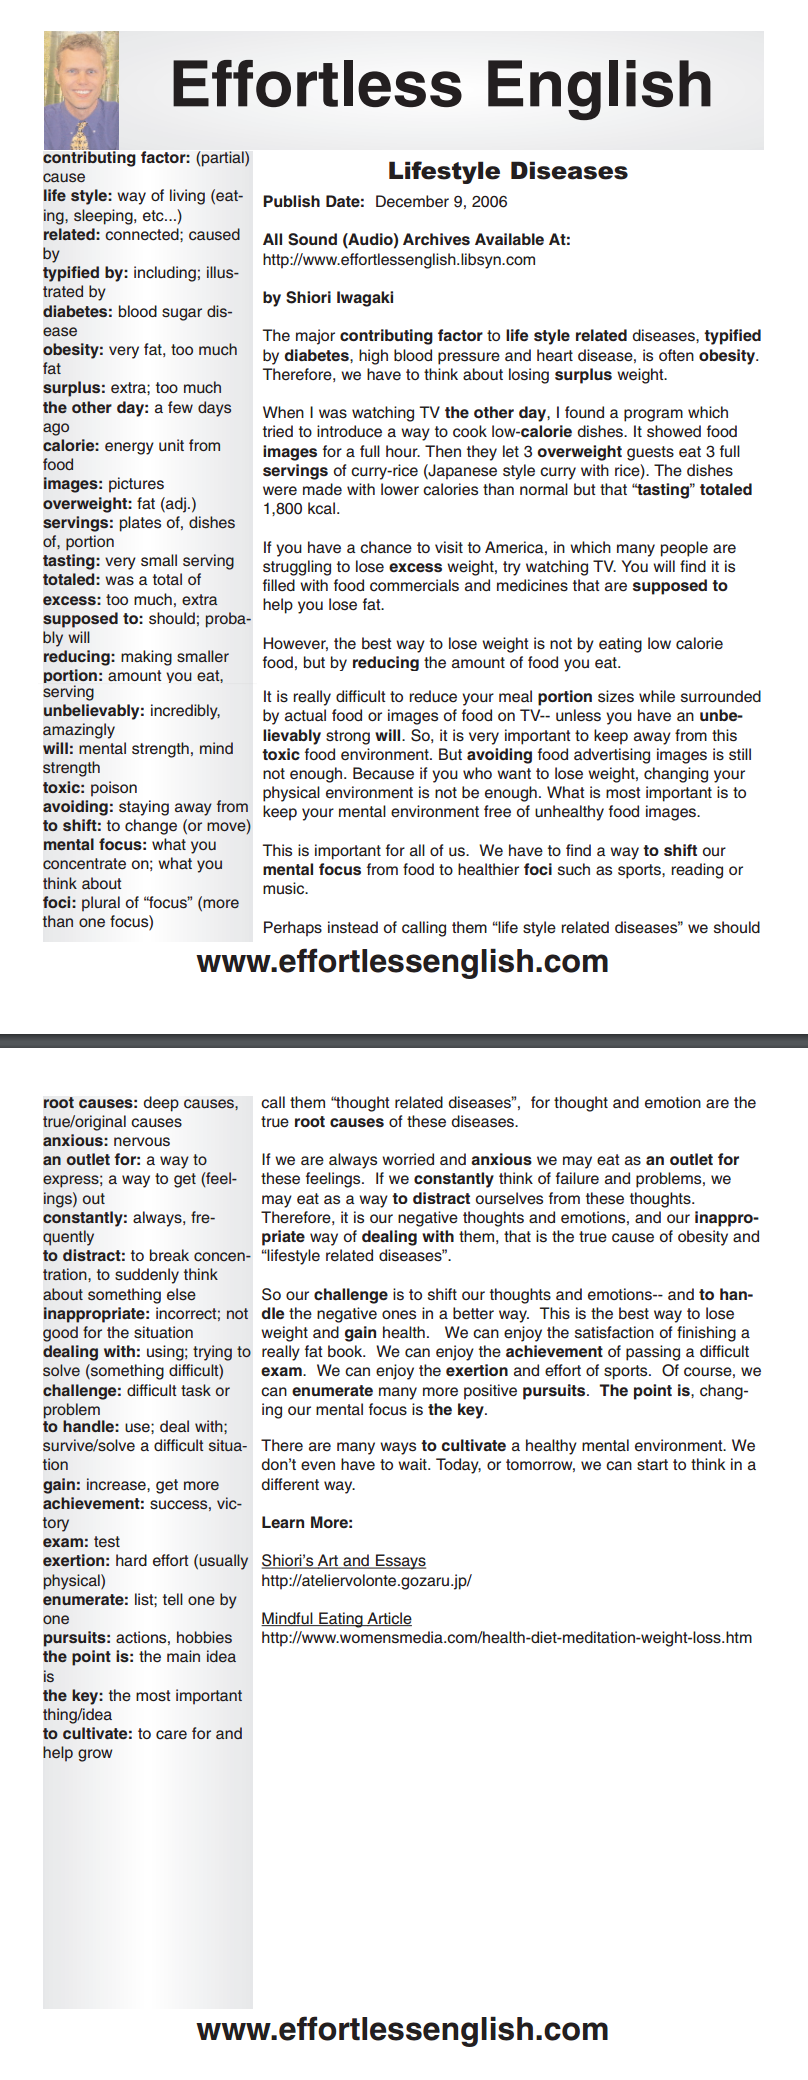 Effortless English
contributing factor: (partial)
cause
life style: way of living (eat-
ing, sleeping, etc...)
related: connected; caused
by
typified by: including; illus-
trated by
diabetes: blood sugar dis-
ease
obesity: very fat, too much
fat
surplus: extra; too much
the other day: a few days
ago
calorie: energy unit from
food
images: pictures
overweight: fat (adj.)
servings: plates of, dishes
of, portion
tasting: very small serving
totaled: was a total of
excess: too much, extra
supposed to: should; proba-
bly will
reducing: making smaller
portion: amount you eat,
serving
unbelievably: incredibly,
amazingly
will: mental strength, mind
strength
toxic: poison
avoiding: staying away from
to shift: to change (or move)
mental focus: what you
concentrate on; what you
think about
foci: plural of “focus” (more
than one focus)
Lifestyle Diseases
Publish Date: December 9, 2006
All Sound (Audio) Archives Available At:
http://www.effortlessenglish.libsyn.com
by Shiori Iwagaki
The major contributing factor to life style related diseases, typified
by diabetes, high blood pressure and heart disease, is often obesity.
Therefore, we have to think about losing surplus weight.
When I was watching TV the other day, I found a program which
tried to introduce a way to cook low-calorie dishes. It showed food
images for a full hour. Then they let 3 overweight guests eat 3 full
servings of curry-rice (Japanese style curry with rice). The dishes
were made with lower calories than normal but that “tasting” totaled
1,800 kcal.
If you have a chance to visit to America, in which many people are
struggling to lose excess weight, try watching TV. You will find it is
filled with food commercials and medicines that are supposed to
help you lose fat.
However, the best way to lose weight is not by eating low calorie
food, but by reducing the amount of food you eat.
It is really difficult to reduce your meal portion sizes while surrounded
by actual food or images of food on TV-- unless you have an unbe-
lievably strong will. So, it is very important to keep away from this
toxic food environment. But avoiding food advertising images is still
not enough. Because if you who want to lose weight, changing your
physical environment is not be enough. What is most important is to
keep your mental environment free of unhealthy food images.
This is important for all of us. We have to find a way to shift our
mental focus from food to healthier foci such as sports, reading or
music.
Perhaps instead of calling them “life style related diseases” we should
www.effortlessenglish.com
root causes: deep causes,
true/original causes
anxious: nervous
an outlet for: a way to
express; a way to get (feel-
ings) out
constantly: always, fre-
quently
to distract: to break concen-
tration, to suddenly think
about something else
inappropriate: incorrect; not
good for the situation
dealing with: using; trying to
solve (something difficult)
challenge: difficult task or
problem
to handle: use; deal with;
survive/solve a difficult situa-
tion
gain: increase, get more
achievement: success, vic-
tory
exam: test
exertion: hard effort (usually
physical)
enumerate: list; tell one by
one
pursuits: actions, hobbies
the point is: the main idea
is
the key: the most important
thing/idea
to cultivate: to care for and
help grow
call them “thought related diseases”, for thought and emotion are the
true root causes of these diseases.
If we are always worried and anxious we may eat as an outlet for
these feelings. If we constantly think of failure and problems, we
may eat as a way to distract ourselves from these thoughts.
Therefore, it is our negative thoughts and emotions, and our inappro-
priate way of dealing with them, that is the true cause of obesity and
“lifestyle related diseases”.
So our challenge is to shift our thoughts and emotions-- and to han-
dle the negative ones in a better way. This is the best way to lose
weight and gain health. We can enjoy the satisfaction of finishing a
really fat book. We can enjoy the achievement of passing a difficult
exam. We can enjoy the exertion and effort of sports. Of course, we
can enumerate many more positive pursuits. The point is, chang-
ing our mental focus is the key.
There are many ways to cultivate a healthy mental environment. We
don’t even have to wait. Today, or tomorrow, we can start to think in a
different way.
Learn More:
Shiori’s Art and Essays
http://ateliervolonte.gozaru.jp/
Mindful Eating Article
http://www.womensmedia.com/health-diet-meditation-weight-loss.htm
www.effortlessenglish.com